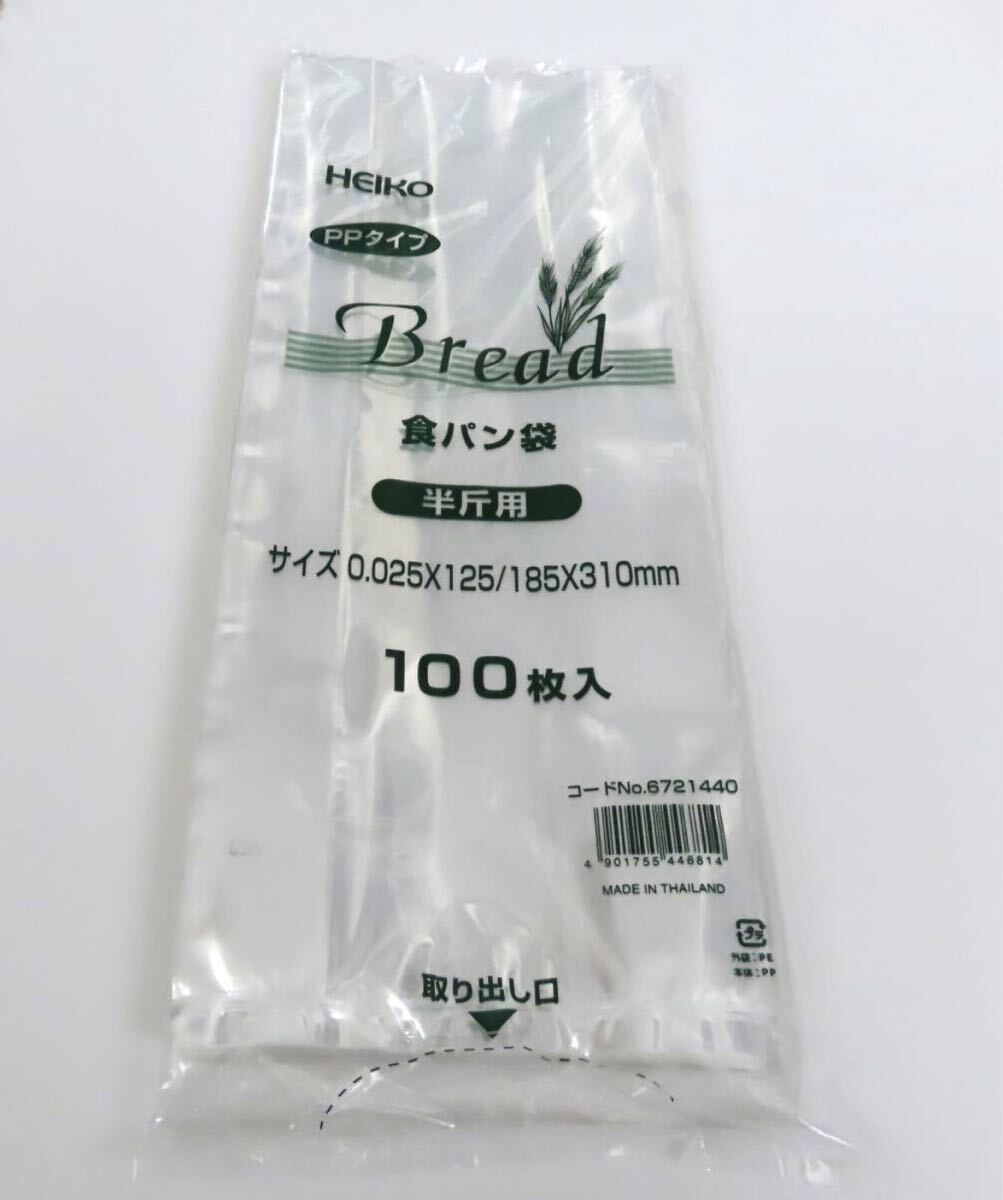 HEIKO
PPタイプ
Bread
食パン袋
半斤用
サイズ 0.025X125/185X310mm
100枚入
コードNo.6721440
4 901755 446814
MADE IN THAILAND
プラ
外袋:PE
本体:PP
取り出し口